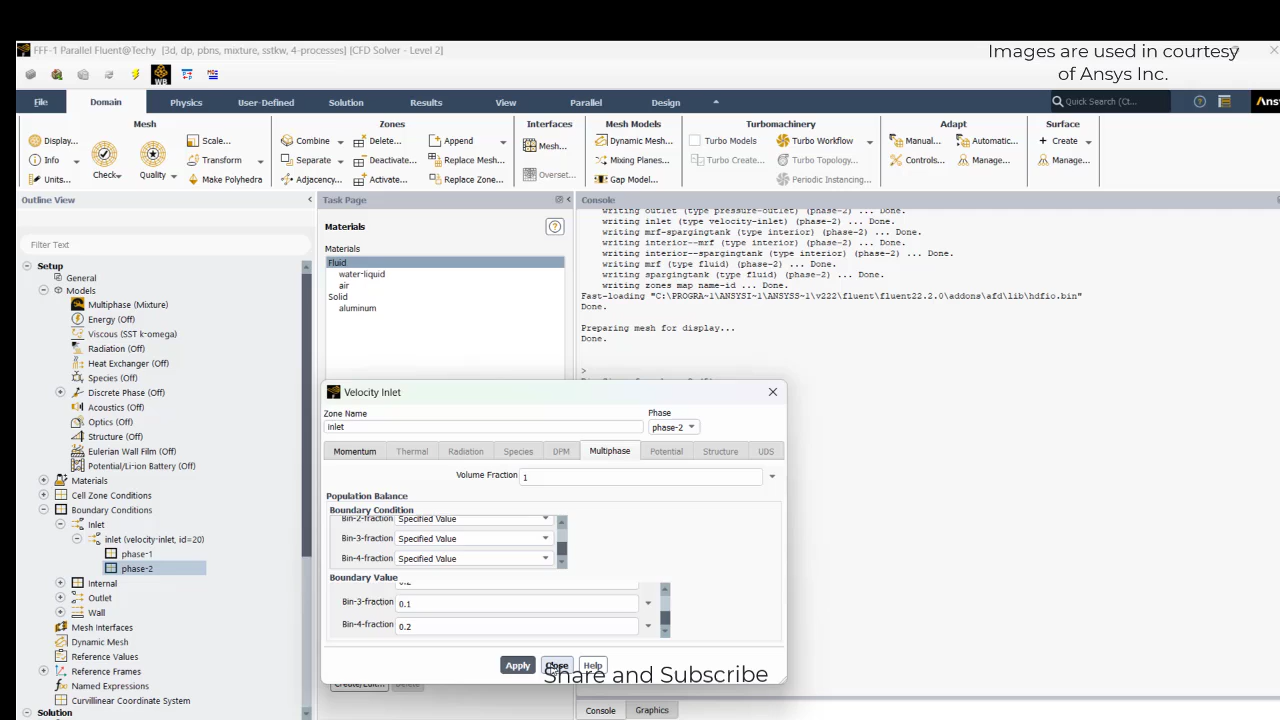 FFF-1 Parallel Fluent@Techy [3d, dp, pbns, mixture, sstkw, 4-processes] [CFD Solver - Level 2]
Images are used in courtesy
of Ansys Inc.
WB
File Domain Physics User-Defined Solution Results View Parallel Design
Quick Search (Ct...
Mesh Zones Interfaces Mesh Models Turbomachinery Adapt Surface
Display... Scale... Combine Delete... Append Mesh... Dynamic Mesh... Turbo Models Turbo Workflow Manual... Automatic... + Create
Info Check Quality Transform Separate Deactivate... Replace Mesh... Mixing Planes... Turbo Create... Turbo Topology... Controls... Manage... Manage...
Units... Make Polyhedra Adjacency... Activate... Replace Zone... Overset... Gap Model... Periodic Instancing...
Outline View
Filter Text
Setup
General
Models
Multiphase (Mixture)
Energy (Off)
Viscous (SST k-omega)
Radiation (Off)
Heat Exchanger (Off)
Species (Off)
Discrete Phase (Off)
Acoustics (Off)
Optics (Off)
Structure (Off)
Eulerian Wall Film (Off)
Potential/Li-ion Battery (Off)
Materials
Cell Zone Conditions
Boundary Conditions
Inlet
inlet (velocity-inlet, id=20)
phase-1
phase-2
Internal
Outlet
Wall
Mesh Interfaces
Dynamic Mesh
Reference Values
Reference Frames
Named Expressions
Curvilinear Coordinate System
Solution
Task Page
Materials
Materials
Fluid
water-liquid
air
Solid
aluminum
Console
writing outlet (type pressure-outlet) (phase-2) ... Done.
writing inlet (type velocity-inlet) (phase-2) ... Done.
writing mrf-spargingtank (type interior) (phase-2) ... Done.
writing interior--mrf (type interior) (phase-2) ... Done.
writing interior--spargingtank (type interior) (phase-2) ... Done.
writing mrf (type fluid) (phase-2) ... Done.
writing spargingtank (type fluid) (phase-2) ... Done.
writing zones map name-id ... Done.
Fast-loading "C:\PROGRA~1\ANSYSI~1\ANSYSS~1\v222\fluent\fluent22.2.0\addons\afd\lib\hdfio.bin"
Done.
Preparing mesh for display...
Done.
>
Velocity Inlet
Zone Name Phase
inlet phase-2
Momentum Thermal Radiation Species DPM Multiphase Potential Structure UDS
Volume Fraction 1
Population Balance
Boundary Condition
Bin-2-fraction Specified Value
Bin-3-fraction Specified Value
Bin-4-fraction Specified Value
Boundary Value
Bin-3-fraction 0.1
Bin-4-fraction 0.2
Apply Close Help
Share and Subscribe
Create/Edit... Delete
Console Graphics